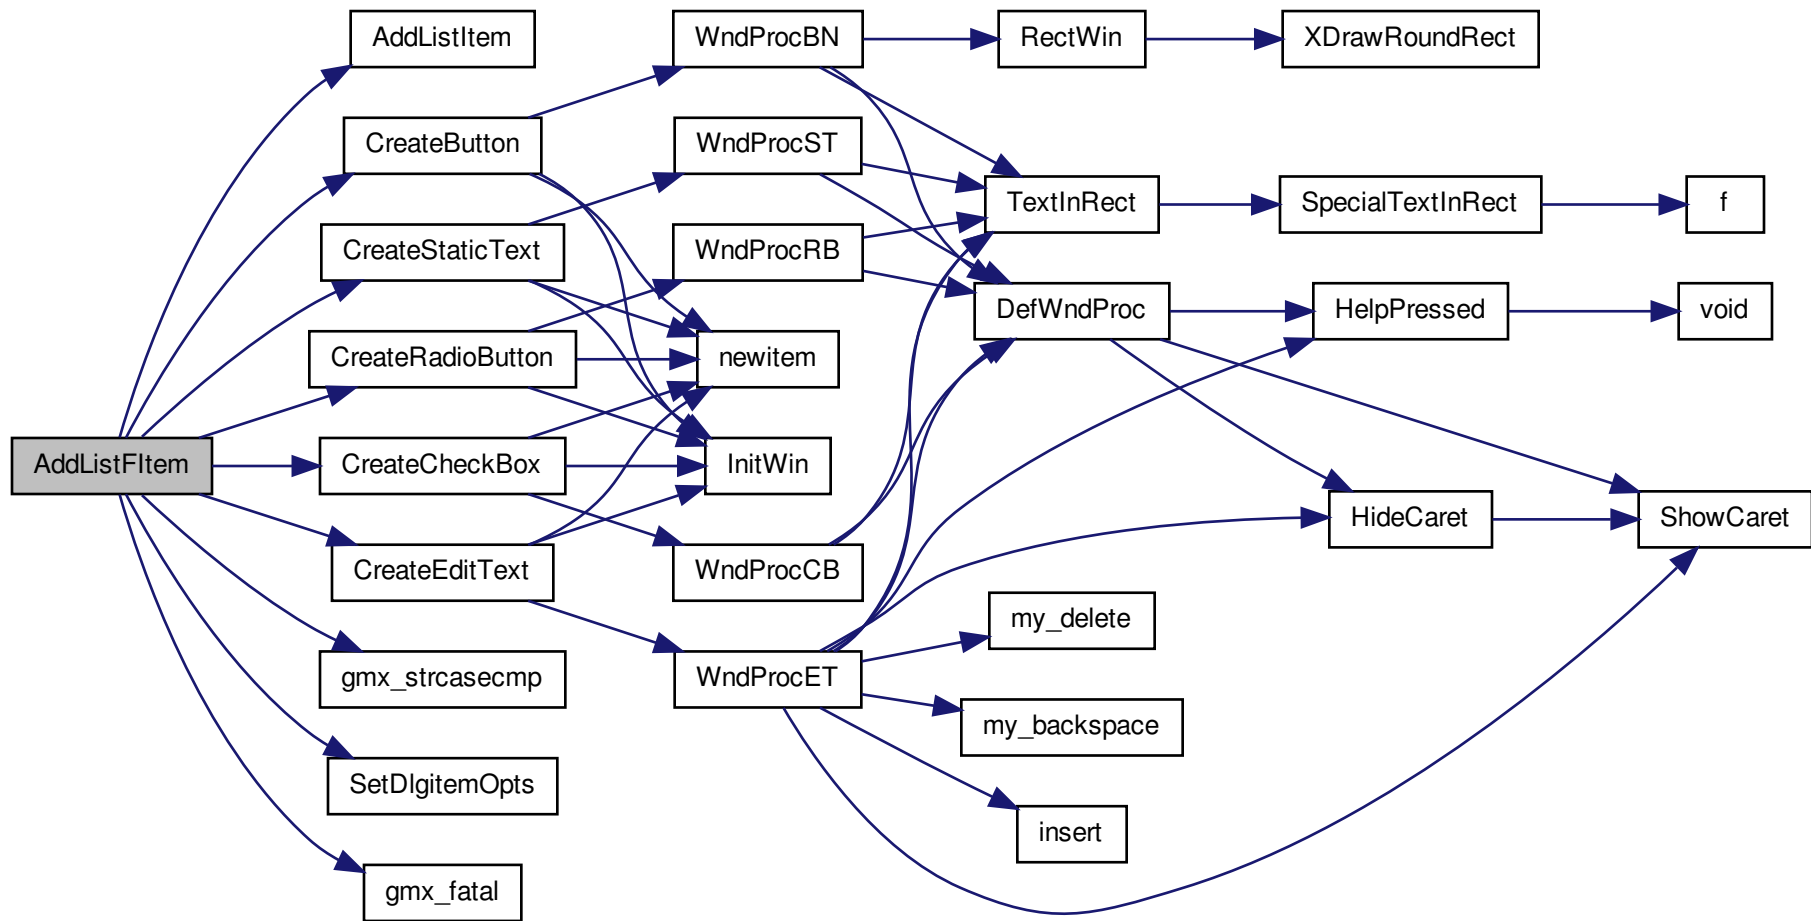 AddListItem
WndProcBN
RectWin
XDrawRoundRect
CreateButton
WndProcST
TextInRect
SpecialTextInRect
f
CreateStaticText
WndProcRB
DefWndProc
HelpPressed
void
CreateRadioButton
newitem
AddListFItem
CreateCheckBox
InitWin
HideCaret
ShowCaret
CreateEditText
WndProcCB
my_delete
gmx_strcasecmp
WndProcET
my_backspace
SetDlgitemOpts
insert
gmx_fatal